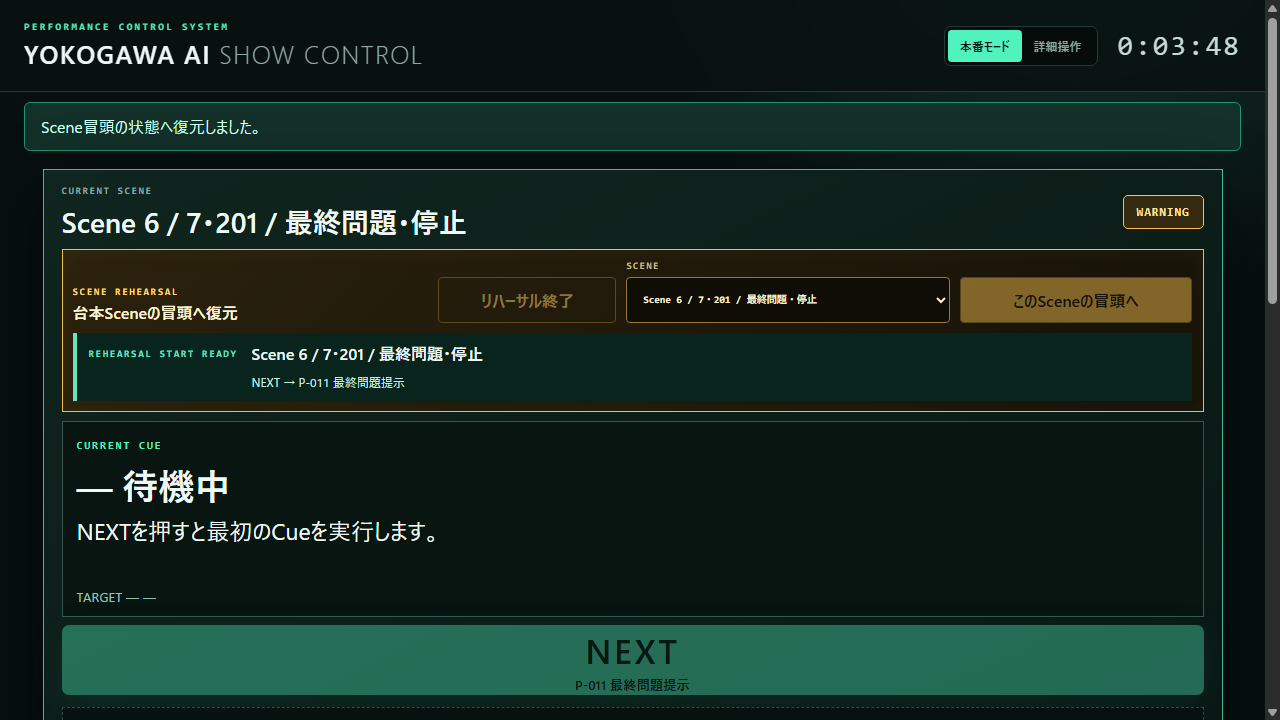 PERFORMANCE CONTROL SYSTEM
YOKOGAWA AI SHOW CONTROL
本番モード
詳細操作
0:03:48
Scene冒頭の状態へ復元しました。
CURRENT SCENE
Scene 6 / 7・201 / 最終問題・停止
WARNING
SCENE REHEARSAL
台本Sceneの冒頭へ復元
リハーサル終了
SCENE
Scene 6 / 7・201 / 最終問題・停止
このSceneの冒頭へ
REHEARSAL START READY
Scene 6 / 7・201 / 最終問題・停止
NEXT → P-011 最終問題提示
CURRENT CUE
— 待機中
NEXTを押すと最初のCueを実行します。
TARGET — —
NEXT
P-011 最終問題提示